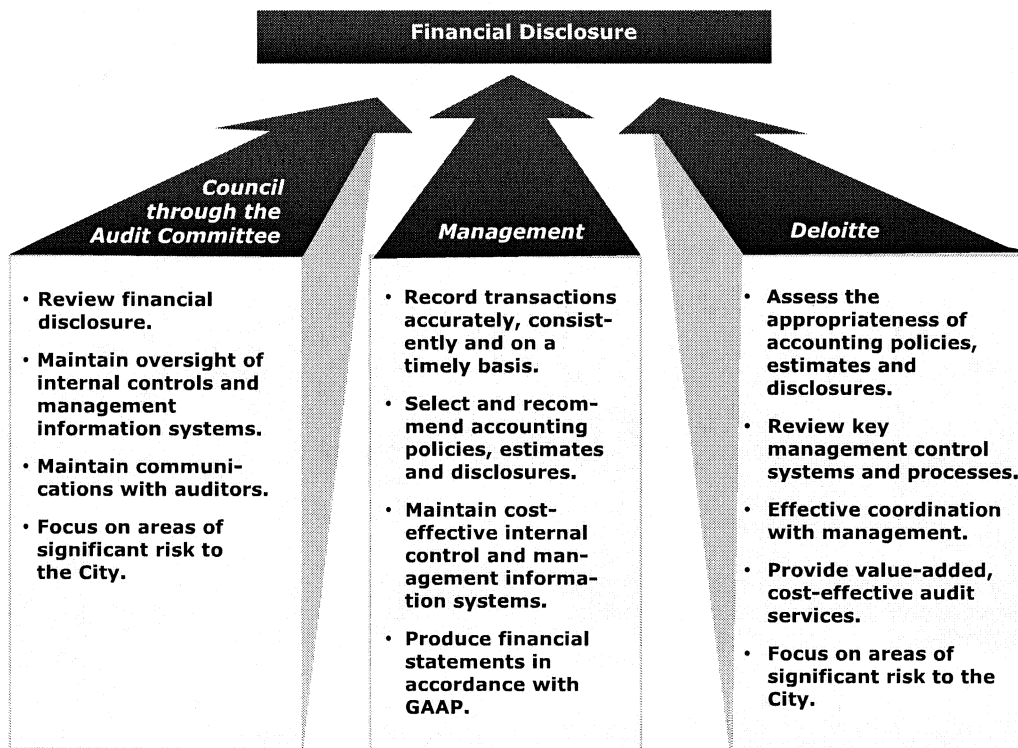 Financial Disclosure
Council
through the
Audit Committee
• Review financial
disclosure.
• Maintain oversight of
internal controls and
management
information systems.
• Maintain communi-
cations with auditors.
• Focus on areas of
significant risk to
the City.
Management
• Record transactions
accurately, consist-
ently and on a
timely basis.
• Select and recom-
mend accounting
policies, estimates
and disclosures.
• Maintain cost-
effective internal
control and man-
agement informa-
tion systems.
• Produce financial
statements in
accordance with
GAAP.
Deloitte
• Assess the
appropriateness of
accounting policies,
estimates and
disclosures.
• Review key
management control
systems and processes.
• Effective coordination
with management.
• Provide value-added,
cost-effective audit
services.
• Focus on areas of
significant risk to the
City.